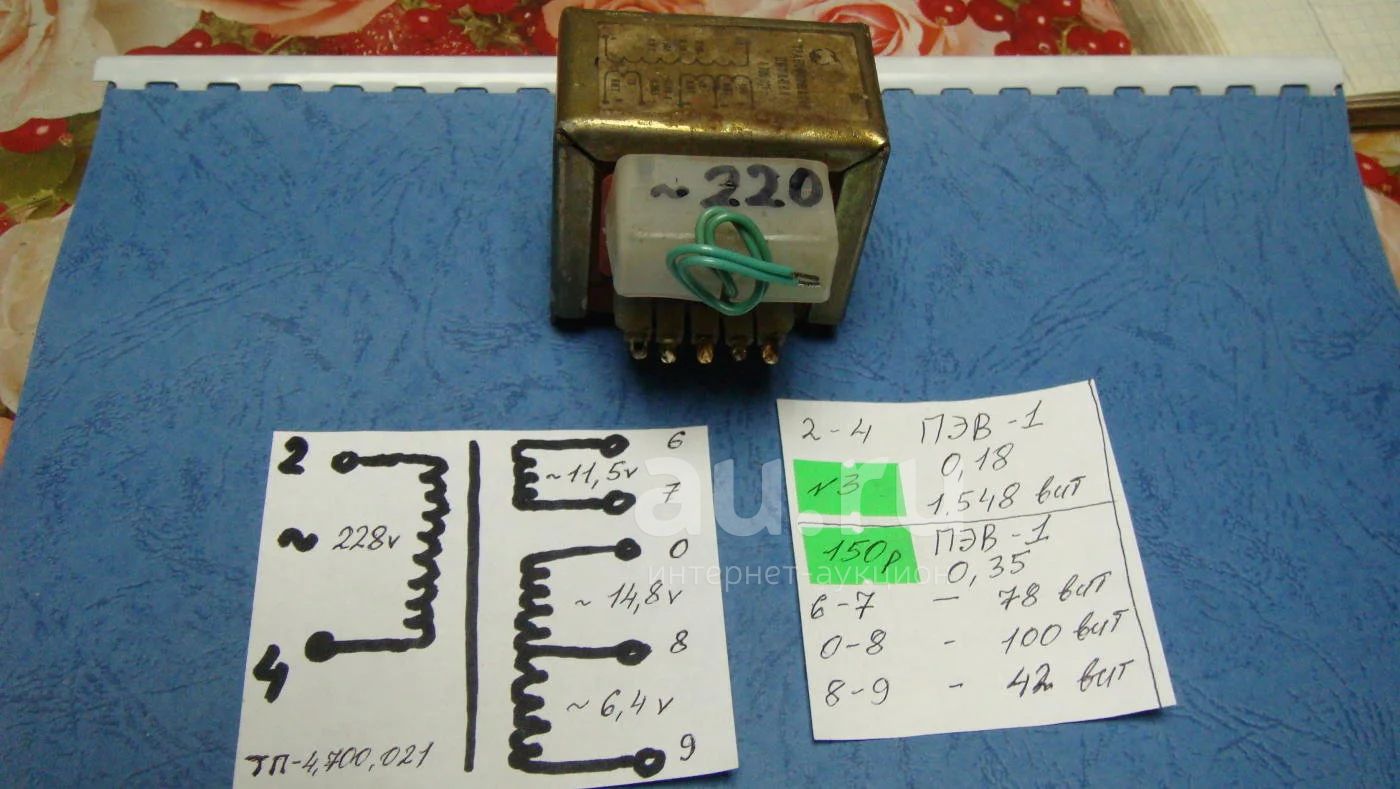 ~220
2
~ 228v
4
ТП-4,700,021
6
~11,5v
7
0
~ 14,8v
8
~ 6,4v
9
2-4 ПЭВ-1
0,18
N3
1.548 вит
ПЭВ-1
150р
0,35
6-7 - 78 вит
0-8 - 100 вит
8-9 - 42 вит
au.ru
интернет-аукцион